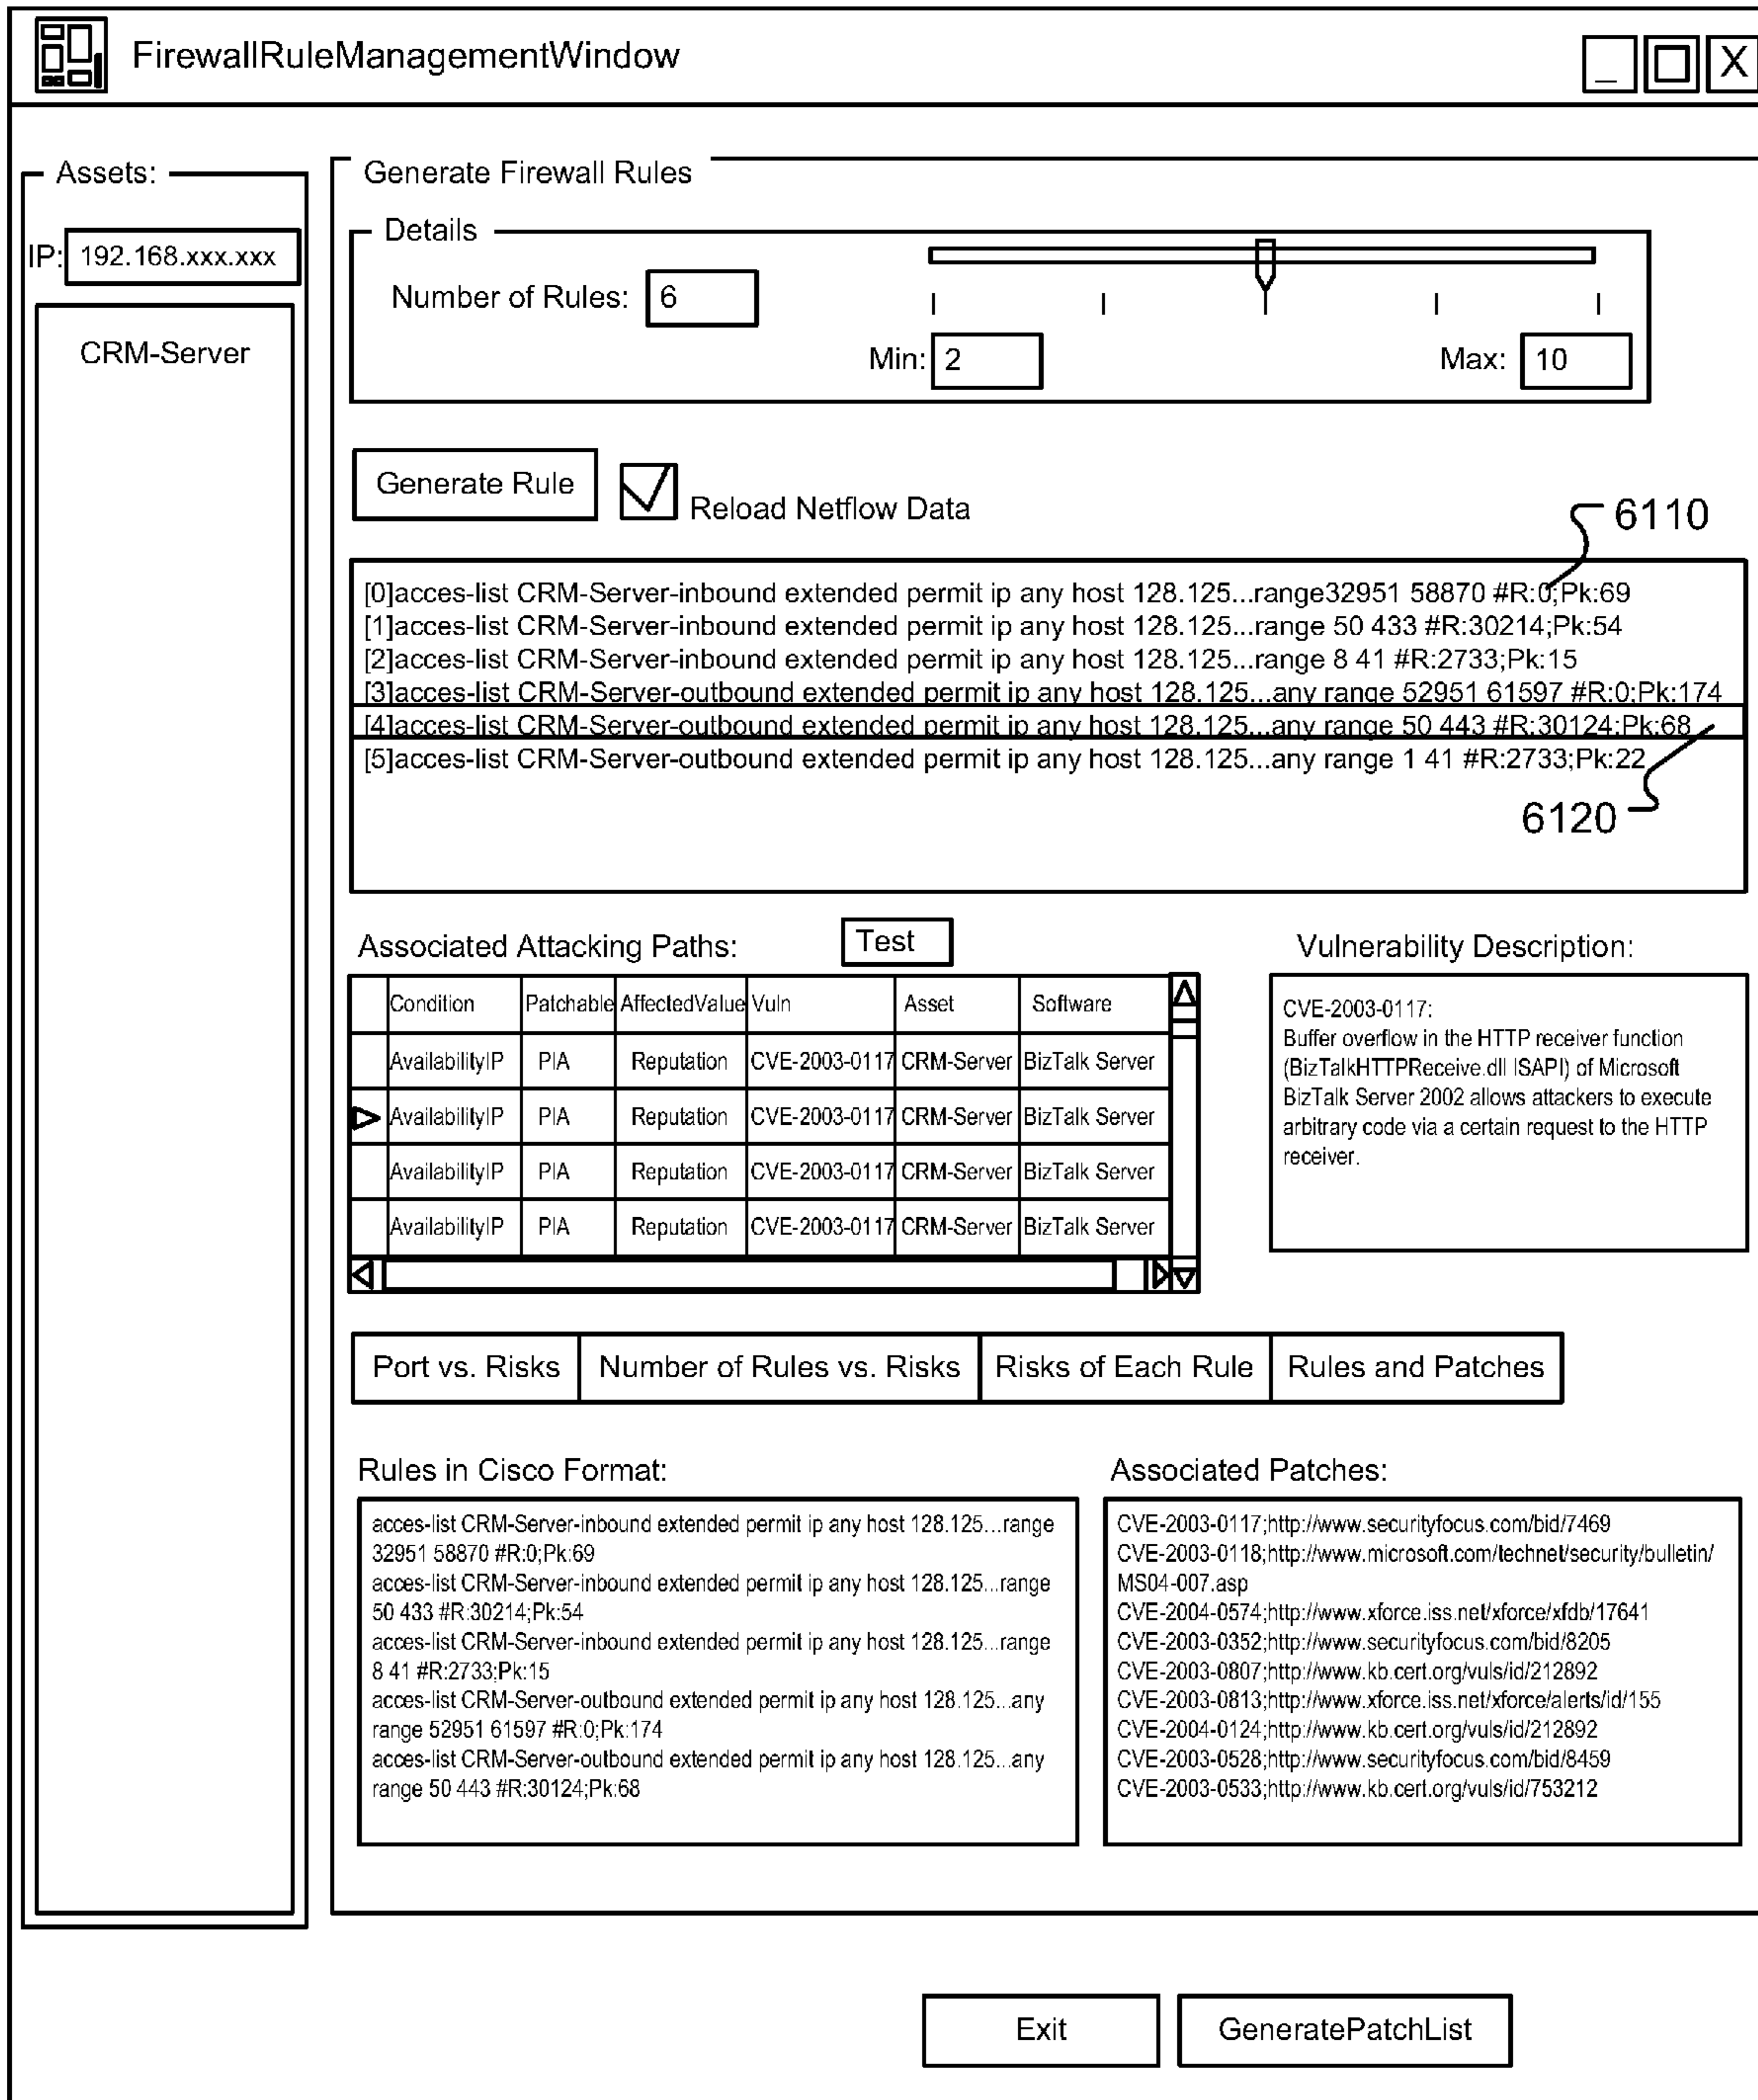 FirewallRuleManagementWindow
_ X
Assets:
IP: 192.168.xxx.xxx
CRM-Server
Generate Firewall Rules
Details
Number of Rules: 6
Min: 2
Max: 10
Generate Rule
Reload Netflow Data
6110
[0]acces-list CRM-Server-inbound extended permit ip any host 128.125...range32951 58870 #R:0;Pk:69
[1]acces-list CRM-Server-inbound extended permit ip any host 128.125...range 50 433 #R:30214;Pk:54
[2]acces-list CRM-Server-inbound extended permit ip any host 128.125...range 8 41 #R:2733;Pk:15
[3]acces-list CRM-Server-outbound extended permit ip any host 128.125...any range 52951 61597 #R:0;Pk:174
[4]acces-list CRM-Server-outbound extended permit ip any host 128.125...any range 50 443 #R:30124;Pk:68
[5]acces-list CRM-Server-outbound extended permit ip any host 128.125...any range 1 41 #R:2733;Pk:22
6120
Associated Attacking Paths:
Test
Condition Patchable AffectedValue Vuln Asset Software
AvailabilityIP PIA Reputation CVE-2003-0117 CRM-Server BizTalk Server
AvailabilityIP PIA Reputation CVE-2003-0117 CRM-Server BizTalk Server
AvailabilityIP PIA Reputation CVE-2003-0117 CRM-Server BizTalk Server
AvailabilityIP PIA Reputation CVE-2003-0117 CRM-Server BizTalk Server
Vulnerability Description:
CVE-2003-0117:
Buffer overflow in the HTTP receiver function
(BizTalkHTTPReceive.dll ISAPI) of Microsoft
BizTalk Server 2002 allows attackers to execute
arbitrary code via a certain request to the HTTP
receiver.
Port vs. Risks
Number of Rules vs. Risks
Risks of Each Rule
Rules and Patches
Rules in Cisco Format:
acces-list CRM-Server-inbound extended permit ip any host 128.125...range
32951 58870 #R:0;Pk:69
acces-list CRM-Server-inbound extended permit ip any host 128.125...range
50 433 #R:30214;Pk:54
acces-list CRM-Server-inbound extended permit ip any host 128.125...range
8 41 #R:2733;Pk:15
acces-list CRM-Server-outbound extended permit ip any host 128.125...any
range 52951 61597 #R:0;Pk:174
acces-list CRM-Server-outbound extended permit ip any host 128.125...any
range 50 443 #R:30124;Pk:68
Associated Patches:
CVE-2003-0117;http://www.securityfocus.com/bid/7469
CVE-2003-0118;http://www.microsoft.com/technet/security/bulletin/
MS04-007.asp
CVE-2004-0574;http://www.xforce.iss.net/xforce/xfdb/17641
CVE-2003-0352;http://www.securityfocus.com/bid/8205
CVE-2003-0807;http://www.kb.cert.org/vuls/id/212892
CVE-2003-0813;http://www.xforce.iss.net/xforce/alerts/id/155
CVE-2004-0124;http://www.kb.cert.org/vuls/id/212892
CVE-2003-0528;http://www.securityfocus.com/bid/8459
CVE-2003-0533;http://www.kb.cert.org/vuls/id/753212
Exit
GeneratePatchList